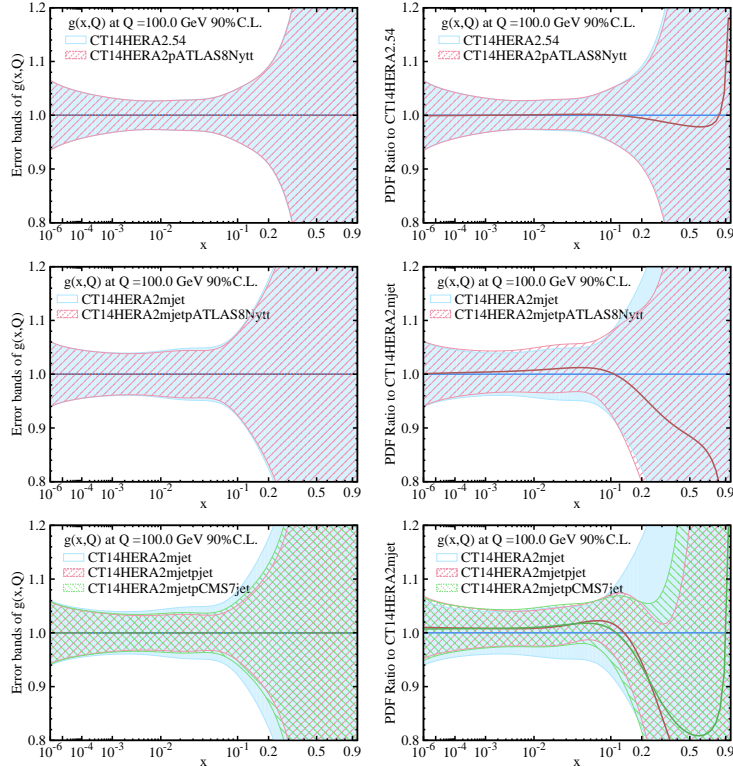 g(x,Q) at Q =100.0 GeV 90%C.L.
CT14HERA2.54
CT14HERA2pATLAS8Nytt
Error bands of g(x,Q)
1.2
1.1
1.0
0.9
0.8
10-6 10-4 10-3 10-2 10-1 0.2 0.5 0.9
x
g(x,Q) at Q =100.0 GeV 90%C.L.
CT14HERA2.54
CT14HERA2pATLAS8Nytt
PDF Ratio to CT14HERA2.54
1.2
1.1
1.0
0.9
0.8
10-6 10-4 10-3 10-2 10-1 0.2 0.5 0.9
x
g(x,Q) at Q =100.0 GeV 90%C.L.
CT14HERA2mjet
CT14HERA2mjetpATLAS8Nytt
Error bands of g(x,Q)
1.2
1.1
1.0
0.9
0.8
10-6 10-4 10-3 10-2 10-1 0.2 0.5 0.9
x
g(x,Q) at Q =100.0 GeV 90%C.L.
CT14HERA2mjet
CT14HERA2mjetpATLAS8Nytt
PDF Ratio to CT14HERA2mjet
1.2
1.1
1.0
0.9
0.8
10-6 10-4 10-3 10-2 10-1 0.2 0.5 0.9
x
g(x,Q) at Q =100.0 GeV 90%C.L.
CT14HERA2mjet
CT14HERA2mjetpjet
CT14HERA2mjetpCMS7jet
Error bands of g(x,Q)
1.2
1.1
1.0
0.9
0.8
10-6 10-4 10-3 10-2 10-1 0.2 0.5 0.9
x
g(x,Q) at Q =100.0 GeV 90%C.L.
CT14HERA2mjet
CT14HERA2mjetpjet
CT14HERA2mjetpCMS7jet
PDF Ratio to CT14HERA2mjet
1.2
1.1
1.0
0.9
0.8
10-6 10-4 10-3 10-2 10-1 0.2 0.5 0.9
x